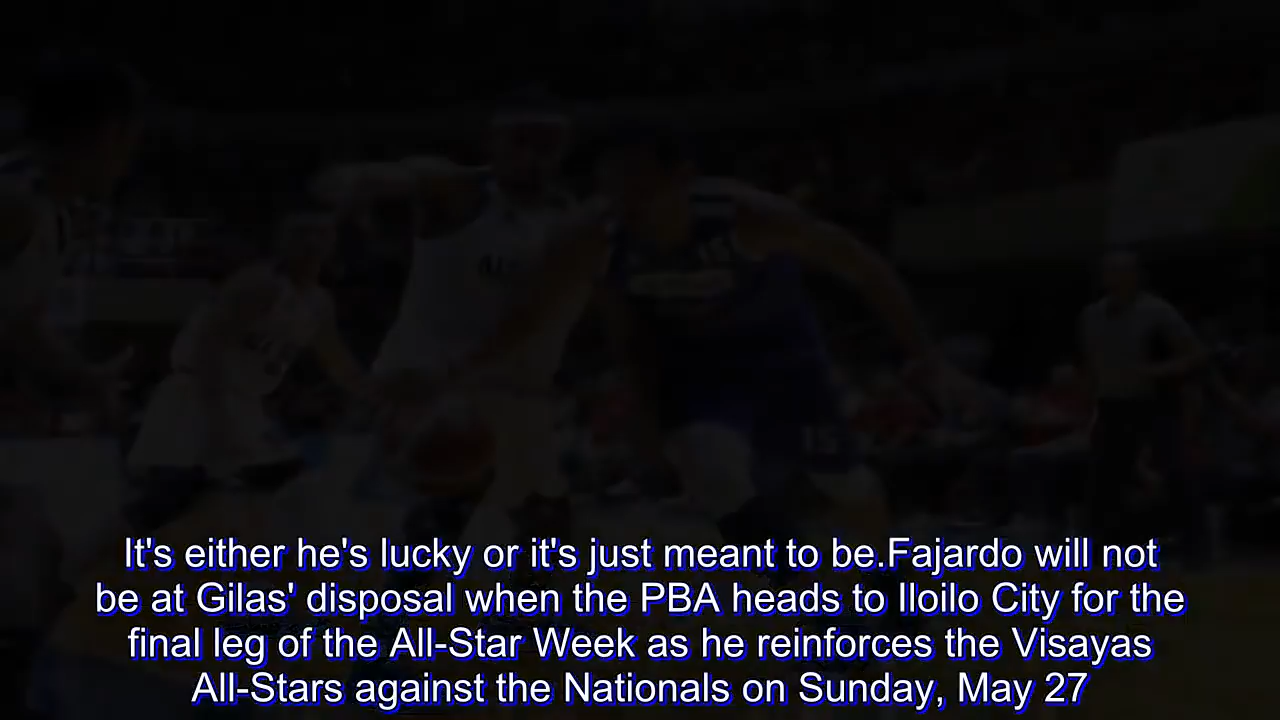 It's either he's lucky or it's just meant to be.Fajardo will not
be at Gilas' disposal when the PBA heads to Iloilo City for the
final leg of the All-Star Week as he reinforces the Visayas
All-Stars against the Nationals on Sunday, May 27
15